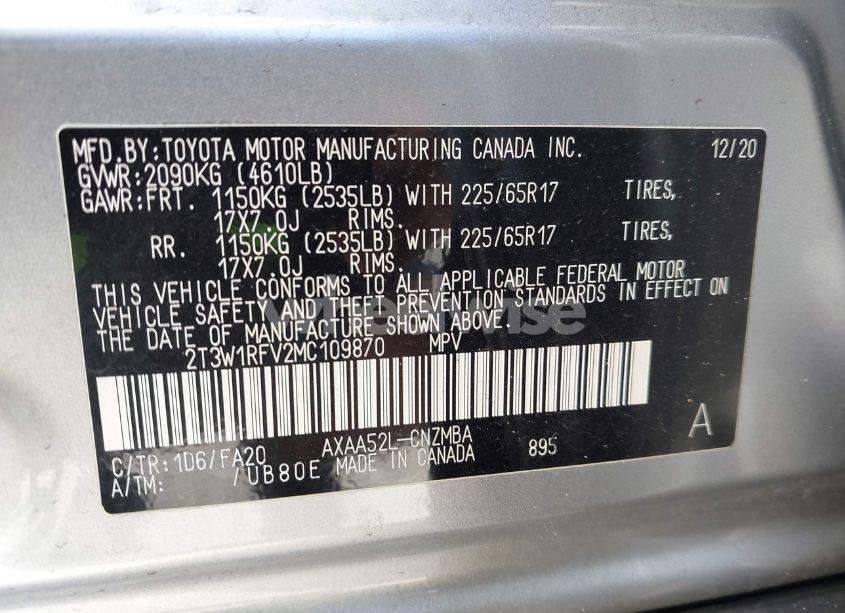 MFD.BY:TOYOTA MOTOR MANUFACTURING CANADA INC. 12/20
GVWR:2090KG (4610LB)
GAWR:FRT. 1150KG (2535LB) WITH 225/65R17 TIRES,
17X7.0J RIMS.
RR. 1150KG (2535LB) WITH 225/65R17 TIRES,
17X7.0J RIMS.
THIS VEHICLE CONFORMS TO ALL APPLICABLE FEDERAL MOTOR
VEHICLE SAFETY AND THEFT PREVENTION STANDARDS IN EFFECT ON
THE DATE OF MANUFACTURE SHOWN ABOVE.
2T3W1RFV2MC109870 MPV
C/TR:1D6/FA20 AXAA52L-CNZMBA 895 A
A/TM: /UB80E MADE IN CANADA